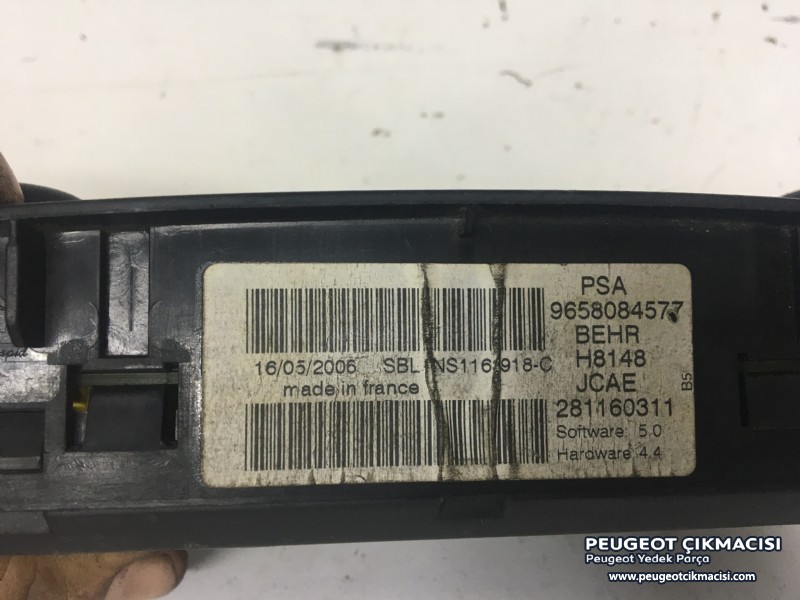 16/05/2006 SBL
made in france
PSA
9658084577
BEHR
H8148
JCAE
281160311
Software: 5.0
Hardware 4.4
B5
PEUGEOT ÇIKMACISI
Peugeot Yedek Parça
www.peugeotcikmacisi.com